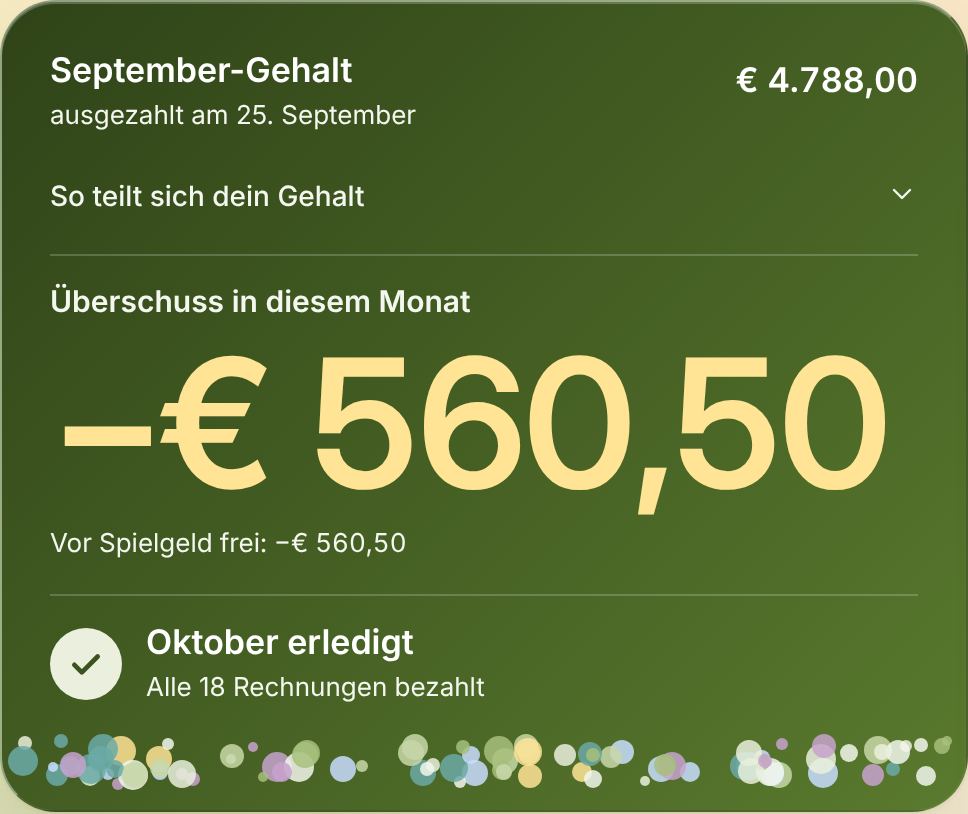 September-Gehalt
€ 4.788,00
ausgezahlt am 25. September
So teilt sich dein Gehalt
Überschuss in diesem Monat
–€ 560,50
Vor Spielgeld frei: −€ 560,50
Oktober erledigt
Alle 18 Rechnungen bezahlt